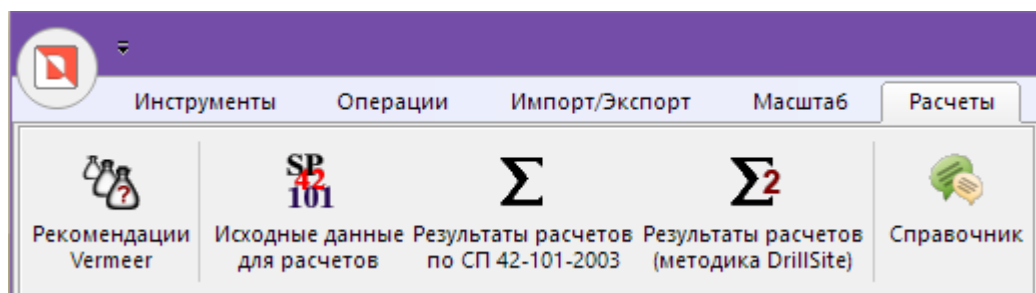 Инструменты Операции Импорт/Экспорт Масштаб Расчеты
?
SP
42
101
Σ
Σ2
Рекомендации Vermeer
Исходные данные для расчетов
Результаты расчетов по СП 42-101-2003
Результаты расчетов (методика DrillSite)
Справочник